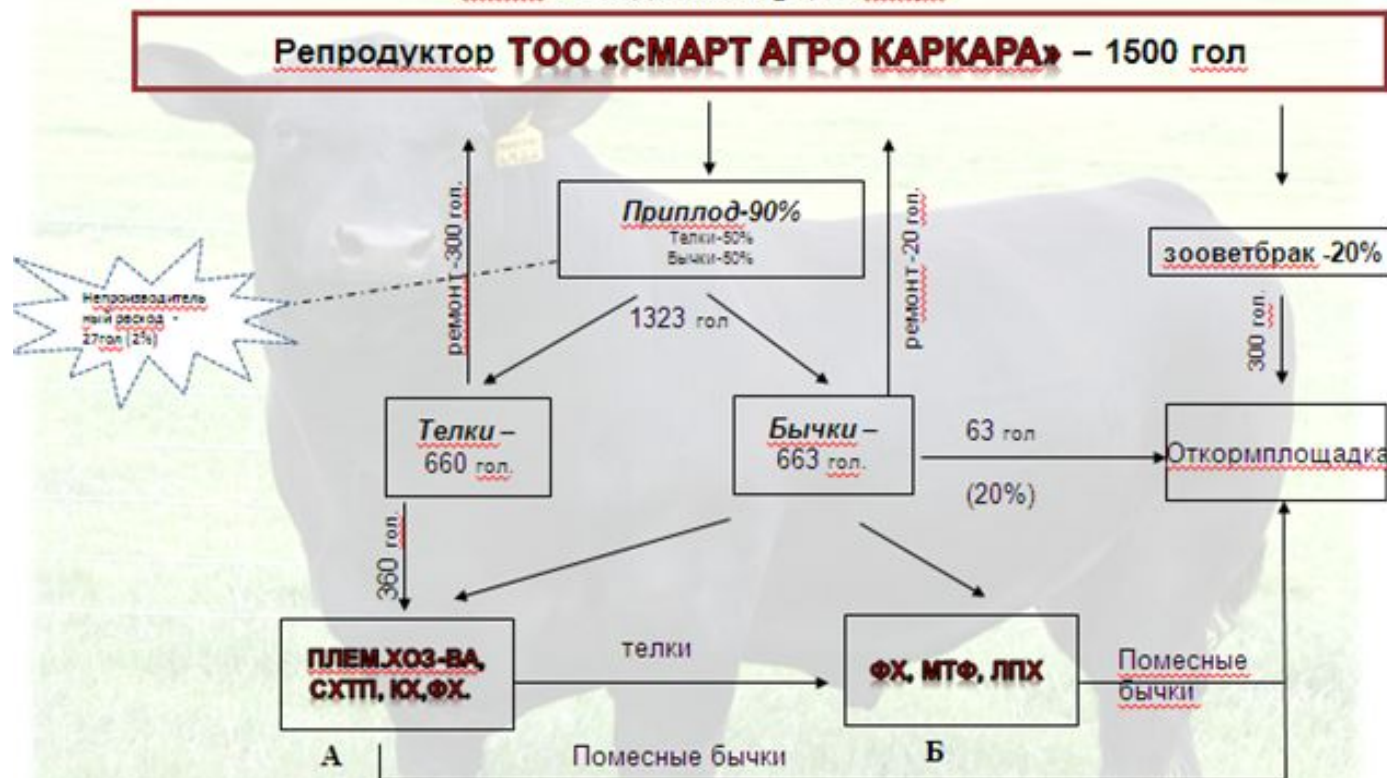 Репродуктор ТОО «СМАРТ АГРО КАРКАРА» – 1500 гол
Приплод-90%
Телки-50%
Бычки-50%
ремонт -300 гол.
ремонт -20 гол.
зооветбрак -20%
Непроизводитель
ный расход -
27гол (2%)
1323 гол
300 гол.
Телки –
660 гол.
Бычки –
663 гол.
63 гол
(20%)
Откормплощадка
360 гол.
ПЛЕМ.ХОЗ-ВА,
СХТП, КХ,ФХ.
телки
ФХ, МТФ, ЛПХ
Помесные
бычки
А
Помесные бычки
Б